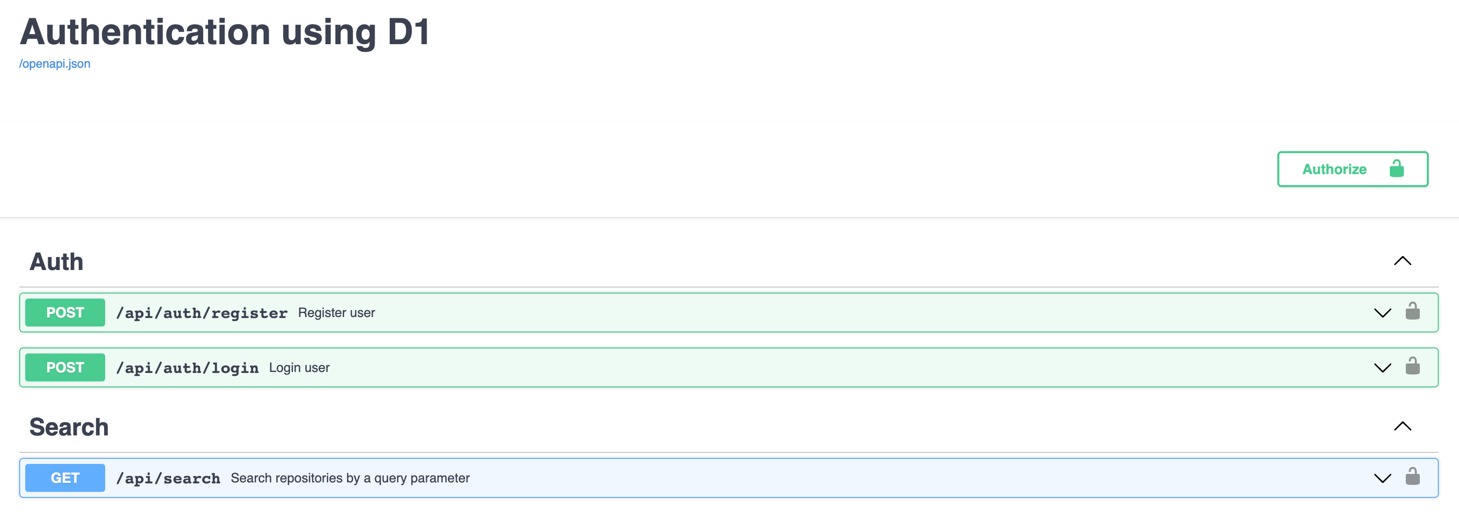 Authentication using D1
/openapi.json
Authorize
Auth
POST /api/auth/register Register user
POST /api/auth/login Login user
Search
GET /api/search Search repositories by a query parameter